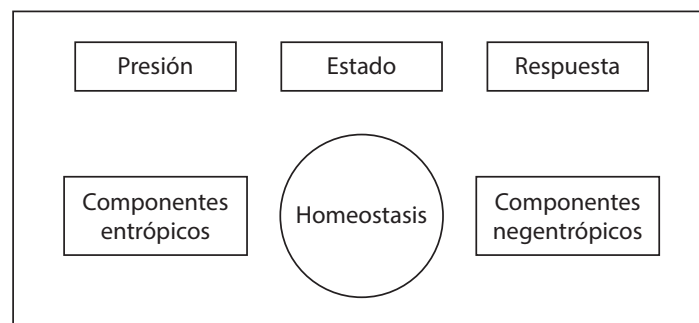 Presión
Estado
Respuesta
Componentes
entrópicos
Homeostasis
Componentes
negentrópicos